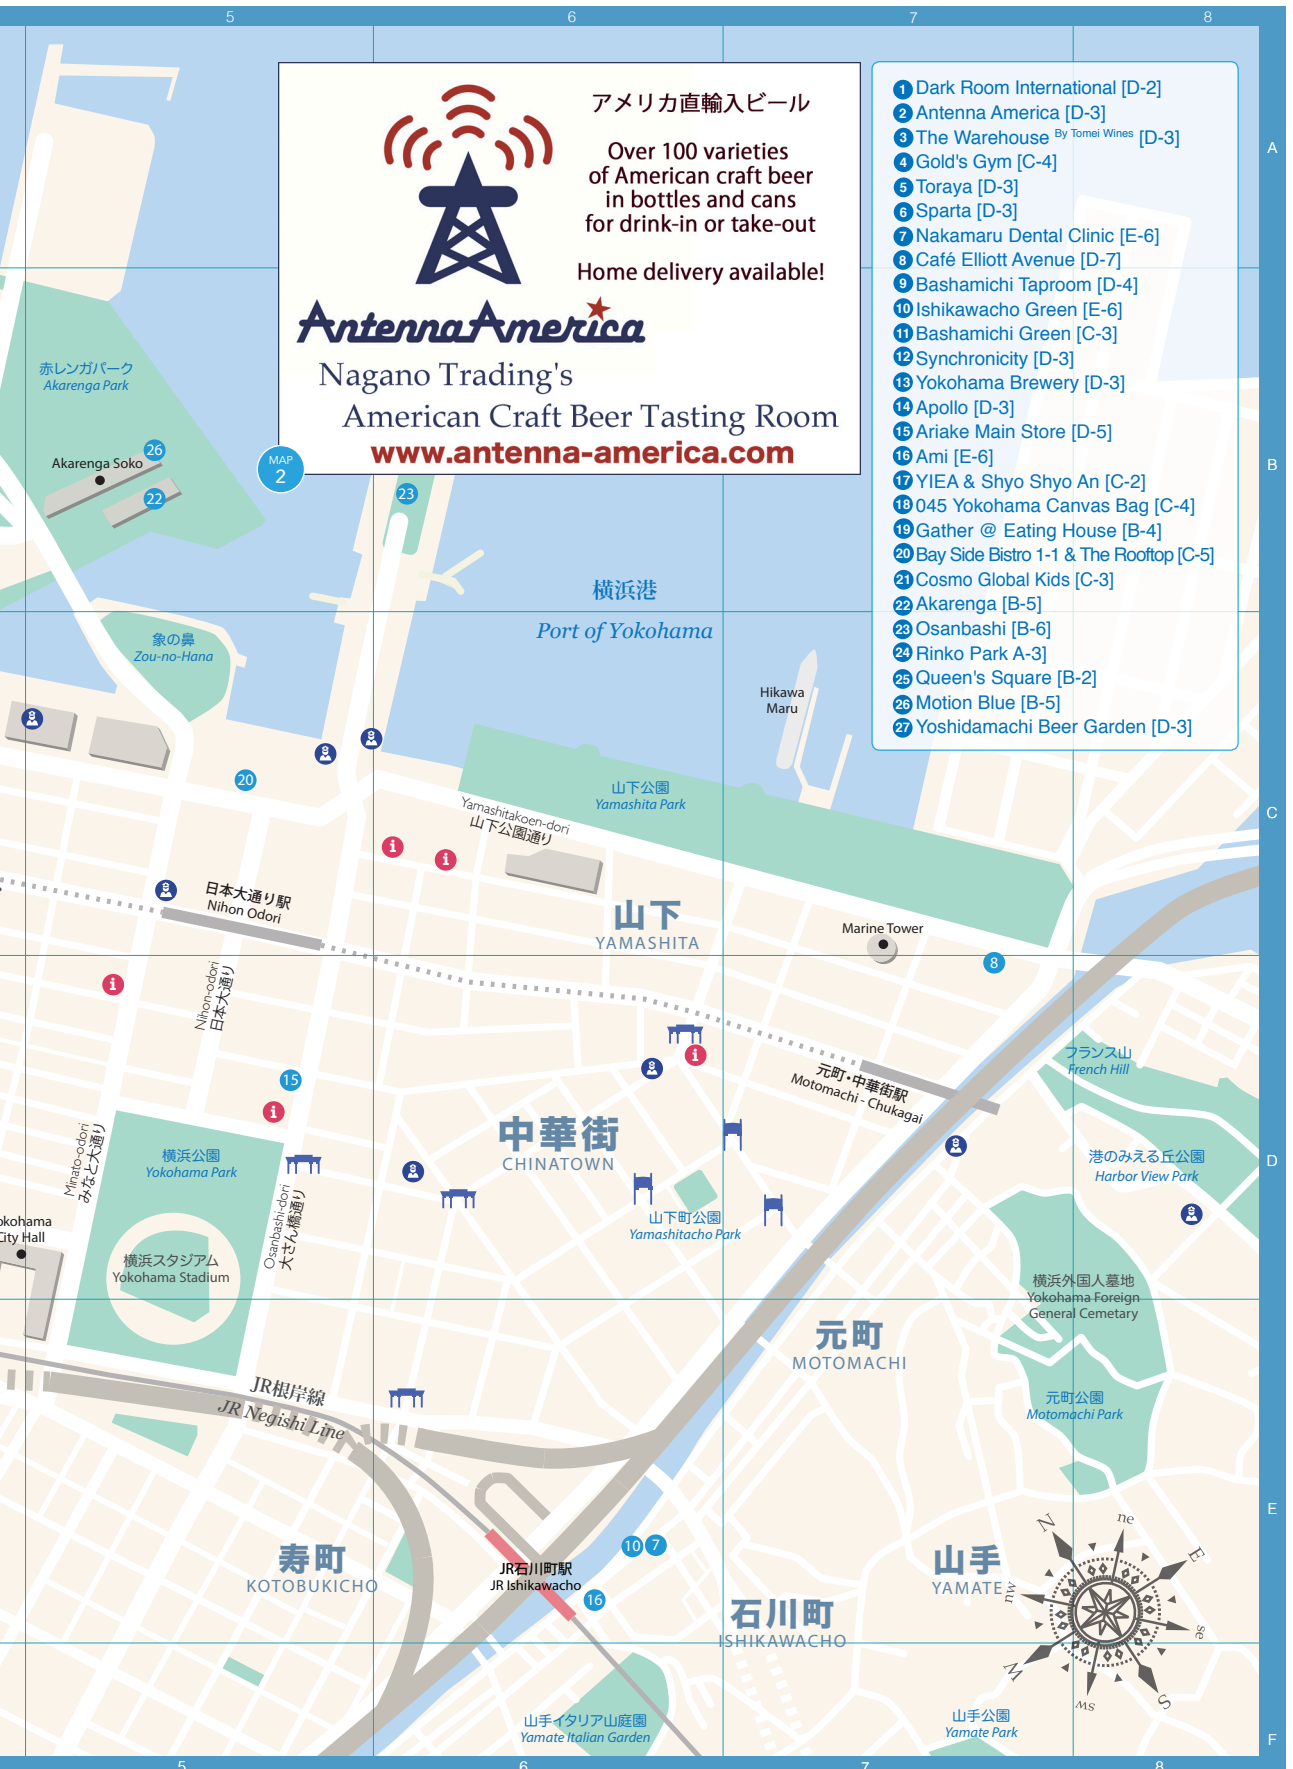 5
6
7
8
アメリカ直輸入ビール
Over 100 varieties
of American craft beer
in bottles and cans
for drink-in or take-out
Home delivery available!
Antenna America
Nagano Trading's
American Craft Beer Tasting Room
www.antenna-america.com
MAP
2
1 Dark Room International [D-2]
2 Antenna America [D-3]
3 The Warehouse By Tomei Wines [D-3]
4 Gold's Gym [C-4]
5 Toraya [D-3]
6 Sparta [D-3]
7 Nakamaru Dental Clinic [E-6]
8 Café Elliott Avenue [D-7]
9 Bashamichi Taproom [D-4]
10 Ishikawacho Green [E-6]
11 Bashamichi Green [C-3]
12 Synchronicity [D-3]
13 Yokohama Brewery [D-3]
14 Apollo [D-3]
15 Ariake Main Store [D-5]
16 Ami [E-6]
17 YIEA & Shyo Shyo An [C-2]
18 045 Yokohama Canvas Bag [C-4]
19 Gather @ Eating House [B-4]
20 Bay Side Bistro 1-1 & The Rooftop [C-5]
21 Cosmo Global Kids [C-3]
22 Akarenga [B-5]
23 Osanbashi [B-6]
24 Rinko Park A-3]
25 Queen's Square [B-2]
26 Motion Blue [B-5]
27 Yoshidamachi Beer Garden [D-3]
A
B
C
D
E
F
赤レンガパーク
Akarenga Park
26
Akarenga Soko
22
23
横浜港
Port of Yokohama
象の鼻
Zou-no-Hana
Hikawa
Maru
20
山下公園
Yamashita Park
Yamashitakoen-dori
山下公園通り
i
i
日本大通り駅
Nihon Odori
山下
YAMASHITA
Marine Tower
8
i
Nihon-odori
日本大通り
i
フランス山
French Hill
15
i
元町・中華街駅
Motomachi - Chukagai
中華街
CHINATOWN
Minato-odori
みなと大通り
横浜公園
Yokohama Park
港のみえる丘公園
Harbor View Park
Osanbashi-dori
大さん橋通り
山下町公園
Yamashitacho Park
okohama
City Hall
横浜スタジアム
Yokohama Stadium
横浜外国人墓地
Yokohama Foreign
General Cemetary
元町
MOTOMACHI
JR根岸線
JR Negishi Line
元町公園
Motomachi Park
10
7
寿町
KOTOBUKICHO
JR石川町駅
JR Ishikawacho
16
石川町
ISHIKAWACHO
山手
YAMATE
N
ne
E
se
S
sw
W
nw
山手イタリア山庭園
Yamate Italian Garden
山手公園
Yamate Park
5
6
7
8